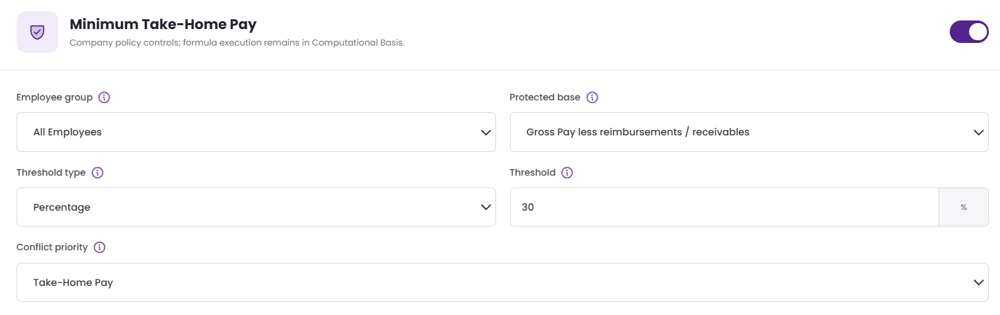 Minimum Take-Home Pay
Company policy controls; formula execution remains in Computational Basis.
Employee group
Protected base
All Employees
Gross Pay less reimbursements / receivables
Threshold type
Threshold
Percentage
30
%
Conflict priority
Take-Home Pay